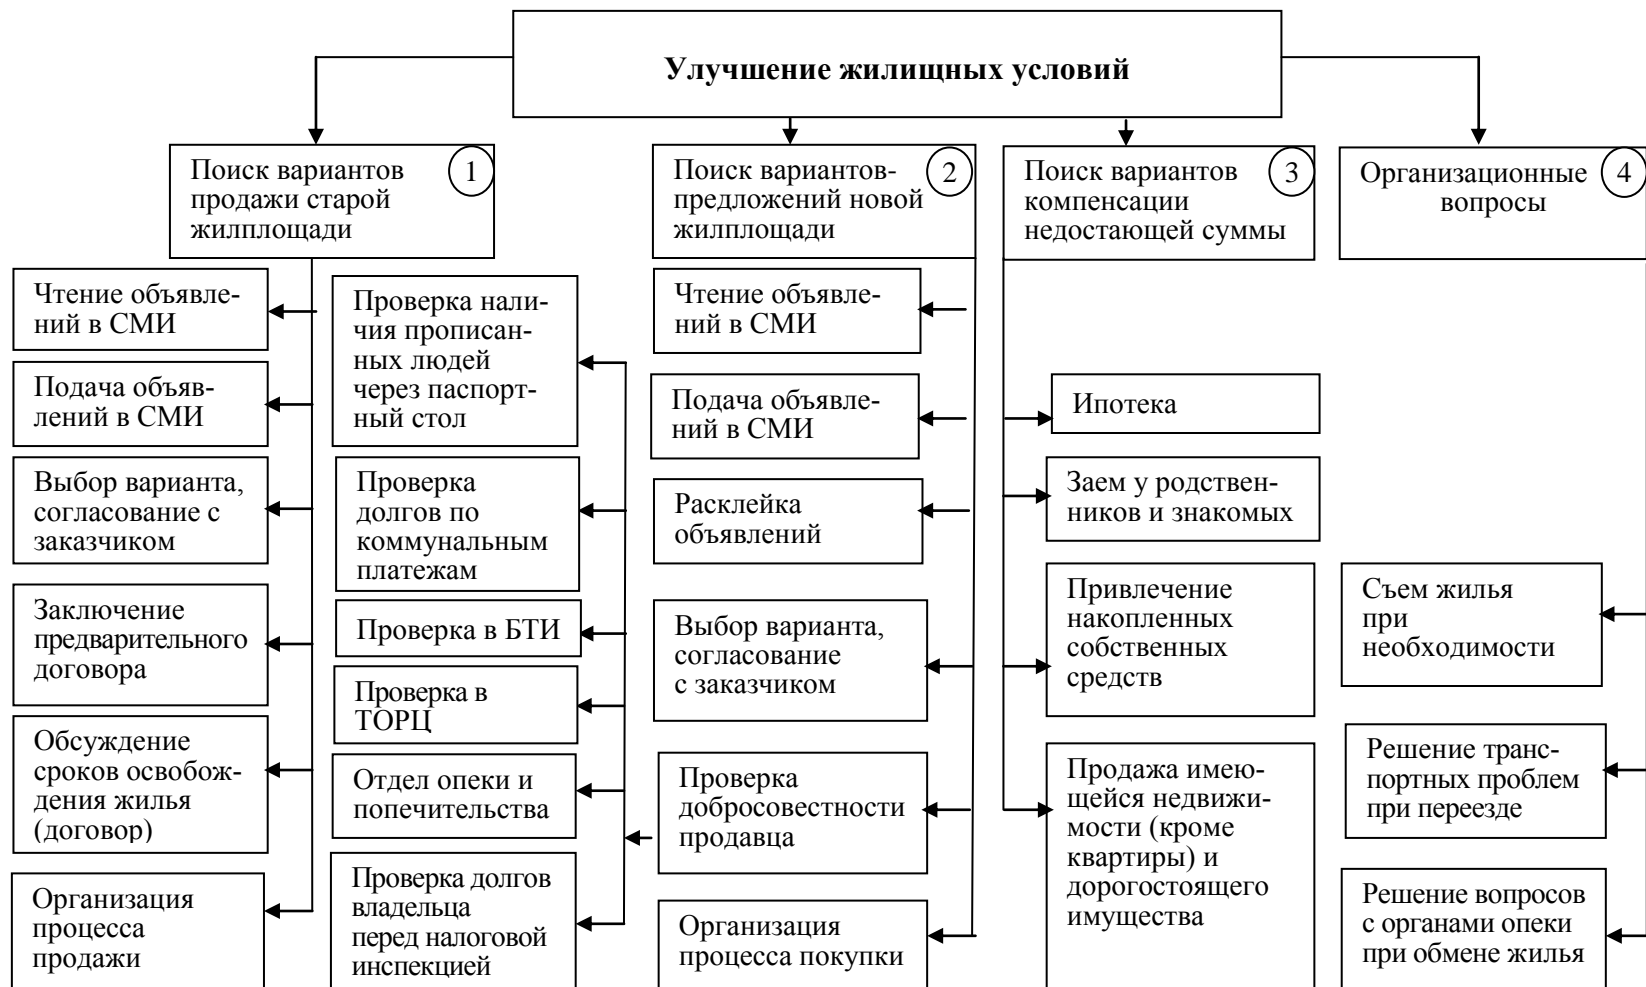 Улучшение жилищных условий
Поиск вариантов
продажи старой
жилплощади
1
Поиск вариантов-
предложений новой
жилплощади
2
Поиск вариантов
компенсации
недостающей суммы
3
Организационные
вопросы
4
Чтение объявле-
ний в СМИ
Подача объяв-
лений в СМИ
Выбор варианта,
согласование с
заказчиком
Заключение
предварительного
договора
Обсуждение
сроков освобож-
дения жилья
(договор)
Организация
процесса
продажи
Проверка нали-
чия прописан-
ных людей
через паспорт-
ный стол
Проверка
долгов по
коммунальным
платежам
Проверка в БТИ
Проверка в
ТОРЦ
Отдел опеки и
попечительства
Проверка долгов
владельца
перед налоговой
инспекцией
Чтение объявле-
ний в СМИ
Подача объявле-
ний в СМИ
Расклейка
объявлений
Выбор варианта,
согласование
с заказчиком
Проверка
добросовестности
продавца
Организация
процесса покупки
Ипотека
Заем у родствен-
ников и знакомых
Привлечение
накопленных
собственных
средств
Продажа имею-
щейся недвижи-
мости (кроме
квартиры) и
дорогостоящего
имущества
Съем жилья
при
необходимости
Решение транс-
портных проблем
при переезде
Решение вопросов
с органами опеки
при обмене жилья